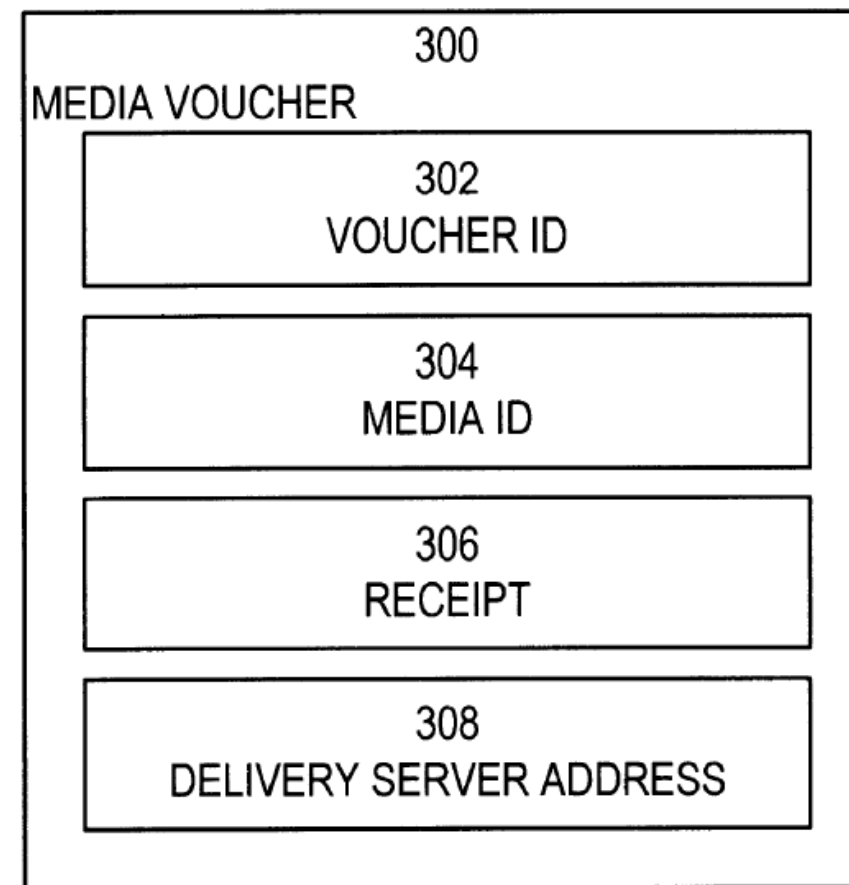 300
MEDIA VOUCHER
302
VOUCHER ID
304
MEDIA ID
306
RECEIPT
308
DELIVERY SERVER ADDRESS